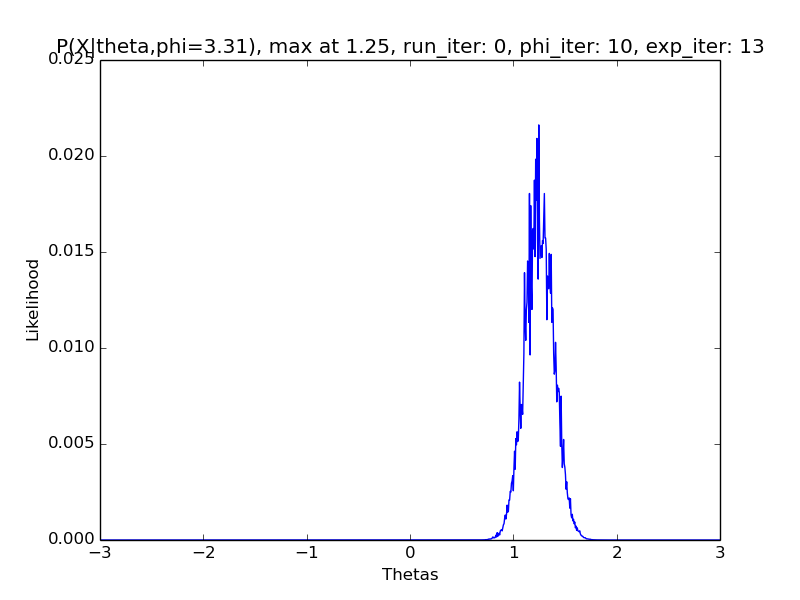 P(X|theta,phi=3.31), max at 1.25, run_iter: 0, phi_iter: 10, exp_iter: 13
0.025
0.020
0.015
0.010
0.005
0.000
Likelihood
−3 −2 −1 0 1 2 3
Thetas